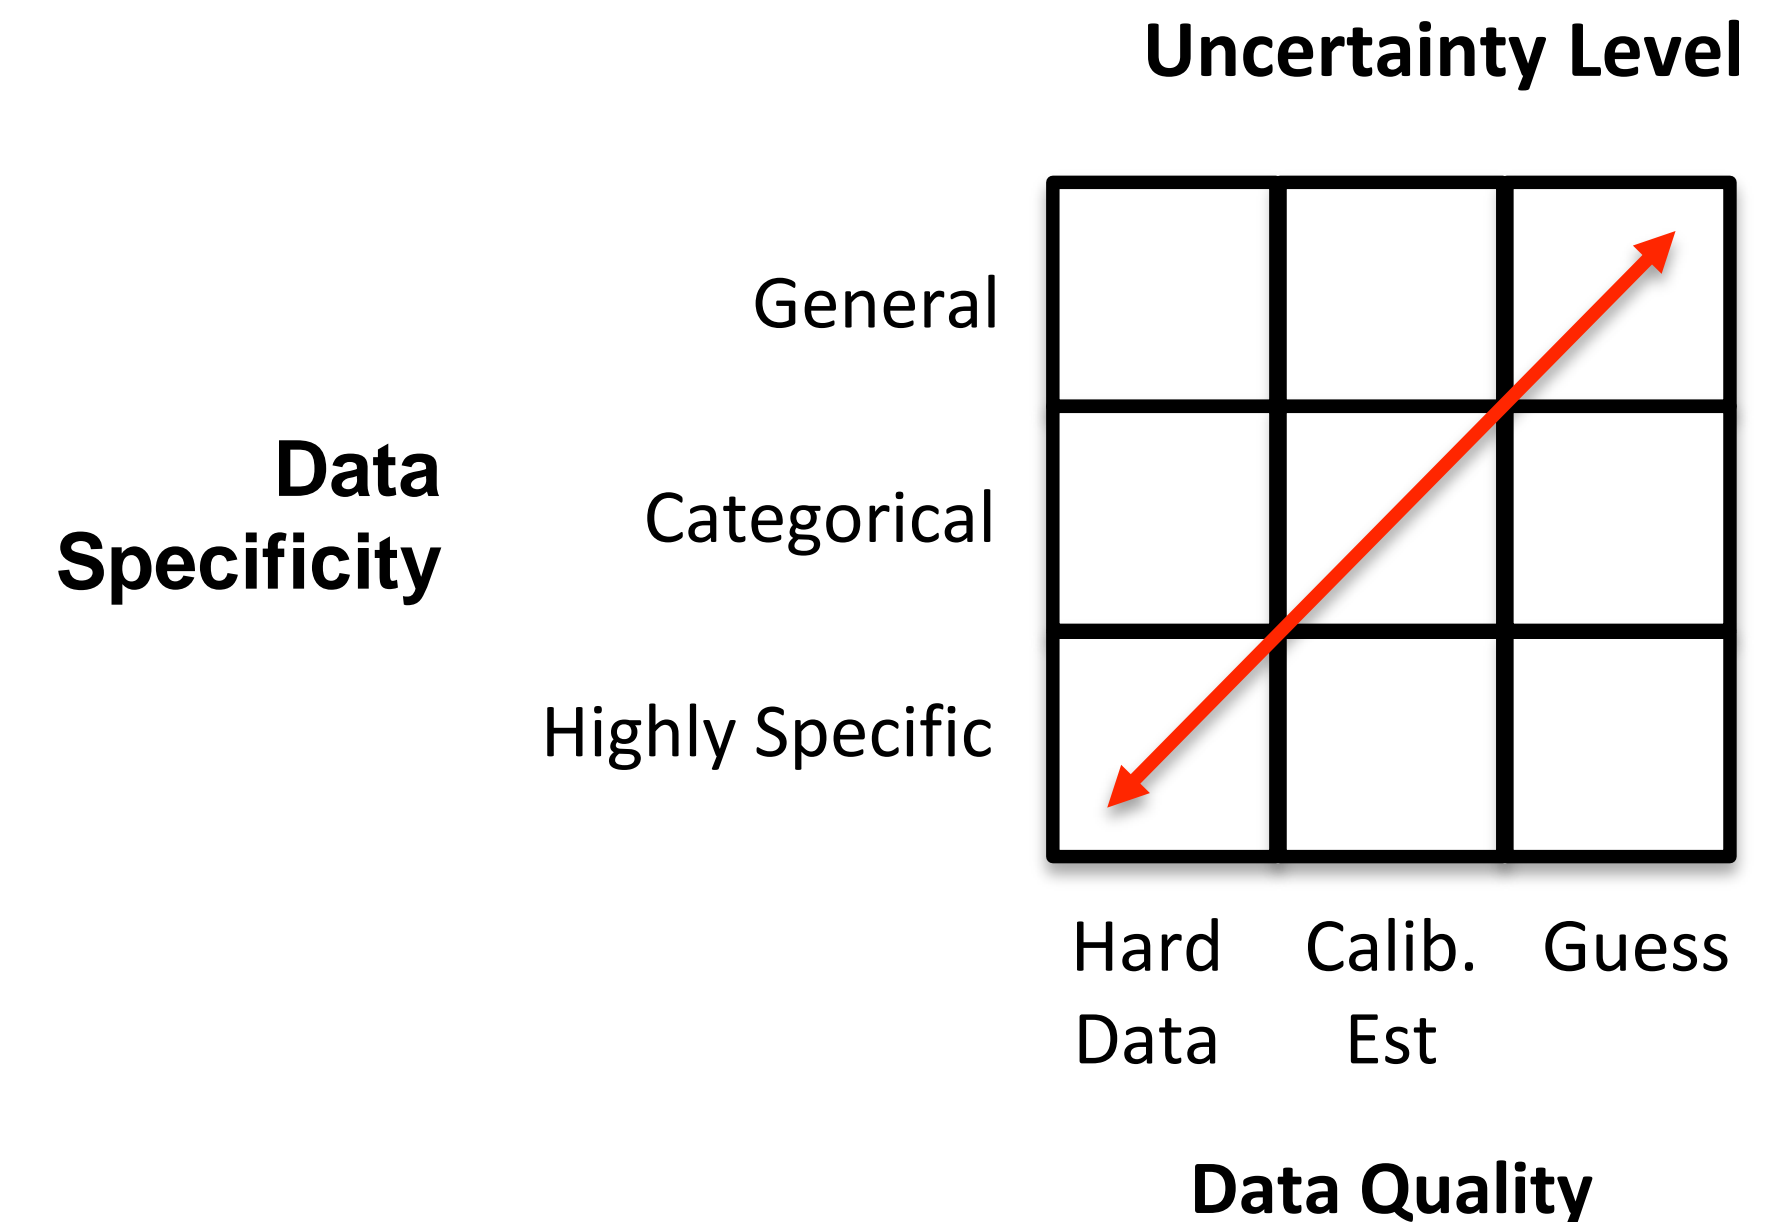 Uncertainty Level
General
Data
Specificity
Categorical
Highly Specific
Hard
Data
Calib.
Est
Guess
Data Quality